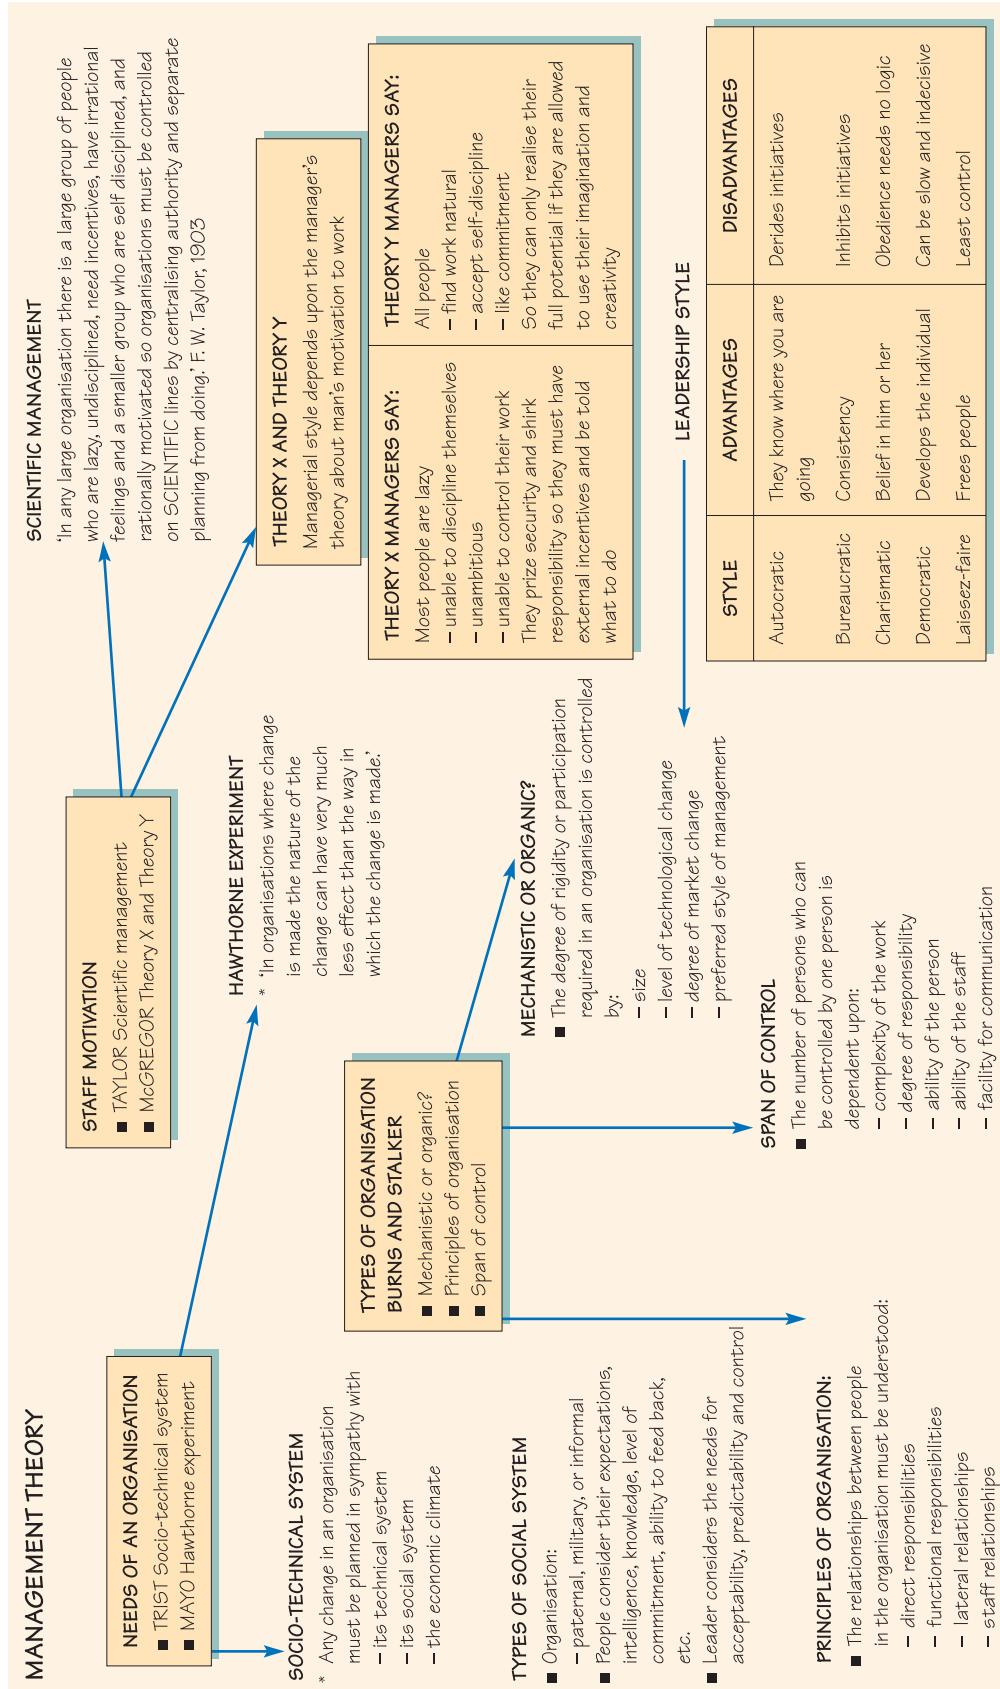 MANAGEMENT THEORY
NEEDS OF AN ORGANISATION
■ TRIST Socio-technical system
■ MAYO Hawthorne experiment
SOCIO-TECHNICAL SYSTEM
* Any change in an organisation
must be planned in sympathy with
– its technical system
– its social system
– the economic climate
TYPES OF SOCIAL SYSTEM
■ Organisation:
– paternal, military, or informal
■ People consider their expectations,
intelligence, knowledge, level of
commitment, ability to feed back,
etc.
■ Leader considers the needs for
acceptability, predictability and control
PRINCIPLES OF ORGANISATION:
■ The relationships between people
in the organisation must be understood:
– direct responsibilities
– functional responsibilities
– lateral relationships
– staff relationships
STAFF MOTIVATION
■ TAYLOR Scientific management
■ McGREGOR Theory X and Theory Y
HAWTHORNE EXPERIMENT
* 'In organisations where change
is made the nature of the
change can have very much
less effect than the way in
which the change is made.'
TYPES OF ORGANISATION
BURNS AND STALKER
■ Mechanistic or organic?
■ Principles of organisation
■ Span of control
MECHANISTIC OR ORGANIC?
■ The degree of rigidity or participation
required in an organisation is controlled
by:
– size
– level of technological change
– degree of market change
– preferred style of management
SPAN OF CONTROL
■ The number of persons who can
be controlled by one person is
dependent upon:
– complexity of the work
– degree of responsibility
– ability of the person
– ability of the staff
– facility for communication
SCIENTIFIC MANAGEMENT
'In any large organisation there is a large group of people
who are lazy, undisciplined, need incentives, have irrational
feelings and a smaller group who are self disciplined, and
rationally motivated so organisations must be controlled
on SCIENTIFIC lines by centralising authority and separate
planning from doing.' F. W. Taylor, 1903
THEORY X AND THEORY Y
Managerial style depends upon the manager's
theory about man's motivation to work
THEORY X MANAGERS SAY:
Most people are lazy
– unable to discipline themselves
– unambitious
– unable to control their work
They prize security and shirk
responsibility so they must have
external incentives and be told
what to do
THEORY Y MANAGERS SAY:
All people
– find work natural
– accept self-discipline
– like commitment
So they can only realise their
full potential if they are allowed
to use their imagination and
creativity
LEADERSHIP STYLE
STYLE ADVANTAGES DISADVANTAGES
Autocratic They know where you are Derides initiatives
going
Bureaucratic Consistency Inhibits initiatives
Charismatic Belief in him or her Obedience needs no logic
Democratic Develops the individual Can be slow and indecisive
Laissez-faire Frees people Least control